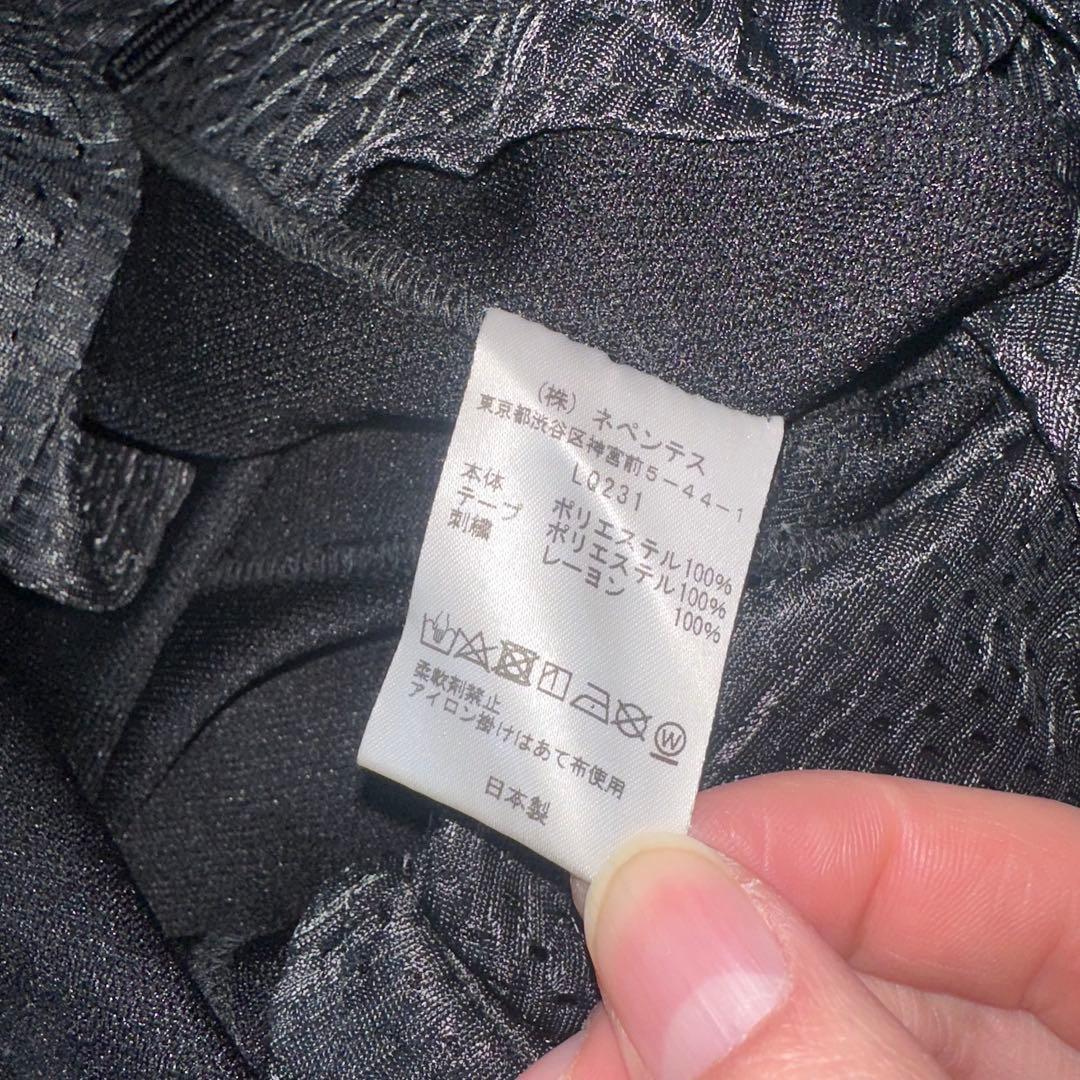 (株) ネペンテス
東京都渋谷区神宮前5-44-1
LQ231
本体 ポリエステル100%
テープ ポリエステル100%
刺繍 レーヨン 100%
W
柔軟剤禁止
アイロン掛けはあて布使用
日本製